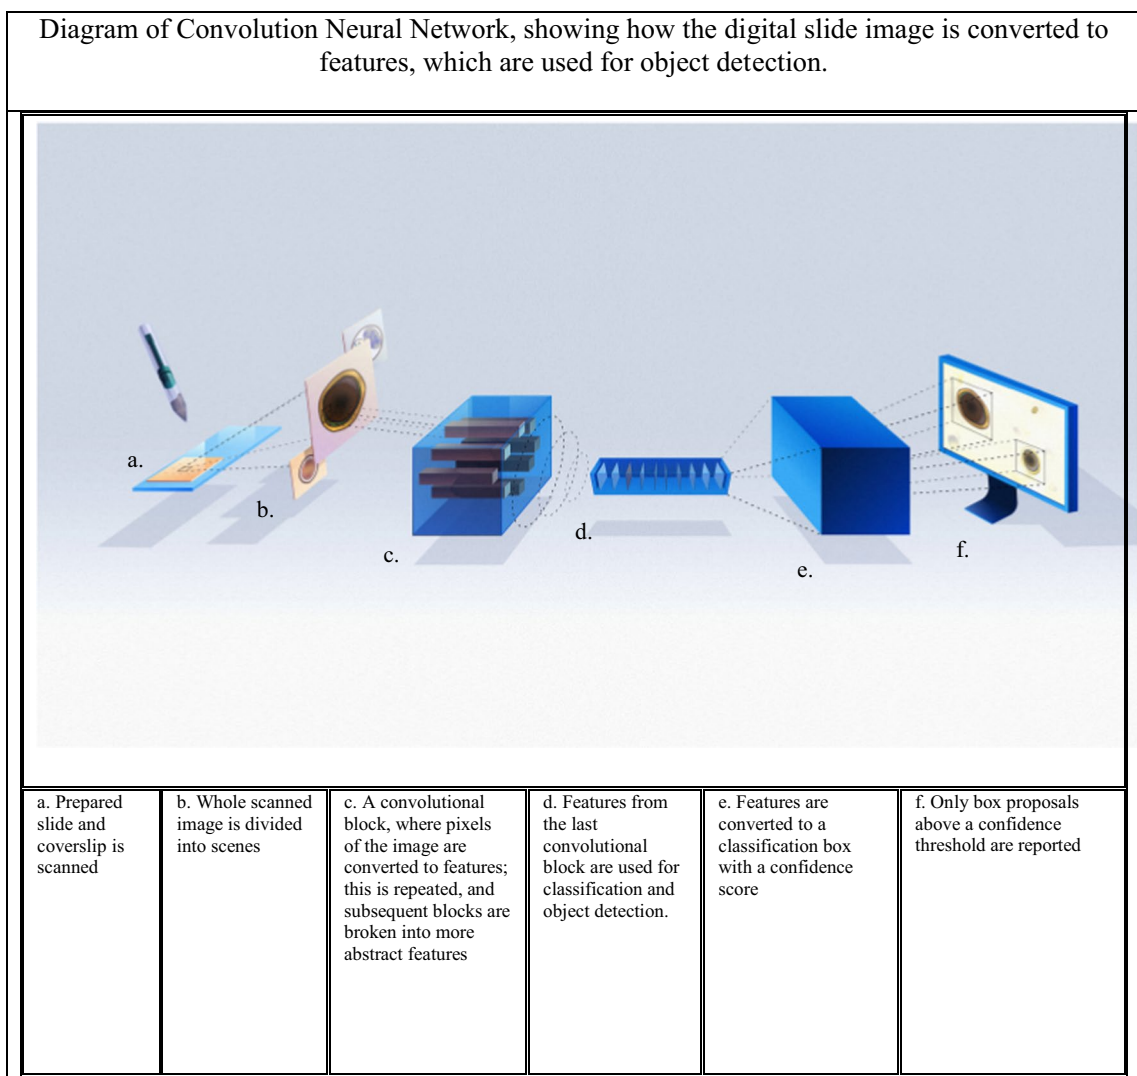 Diagram of Convolution Neural Network, showing how the digital slide image is converted to
features, which are used for object detection.
a.
b.
c.
d.
e.
f.
a. Prepared
slide and
coverslip is
scanned
b. Whole scanned
image is divided
into scenes
c. A convolutional
block, where pixels
of the image are
converted to features;
this is repeated, and
subsequent blocks are
broken into more
abstract features
d. Features from
the last
convolutional
block are used for
classification and
object detection.
e. Features are
converted to a
classification box
with a confidence
score
f. Only box proposals
above a confidence
threshold are reported